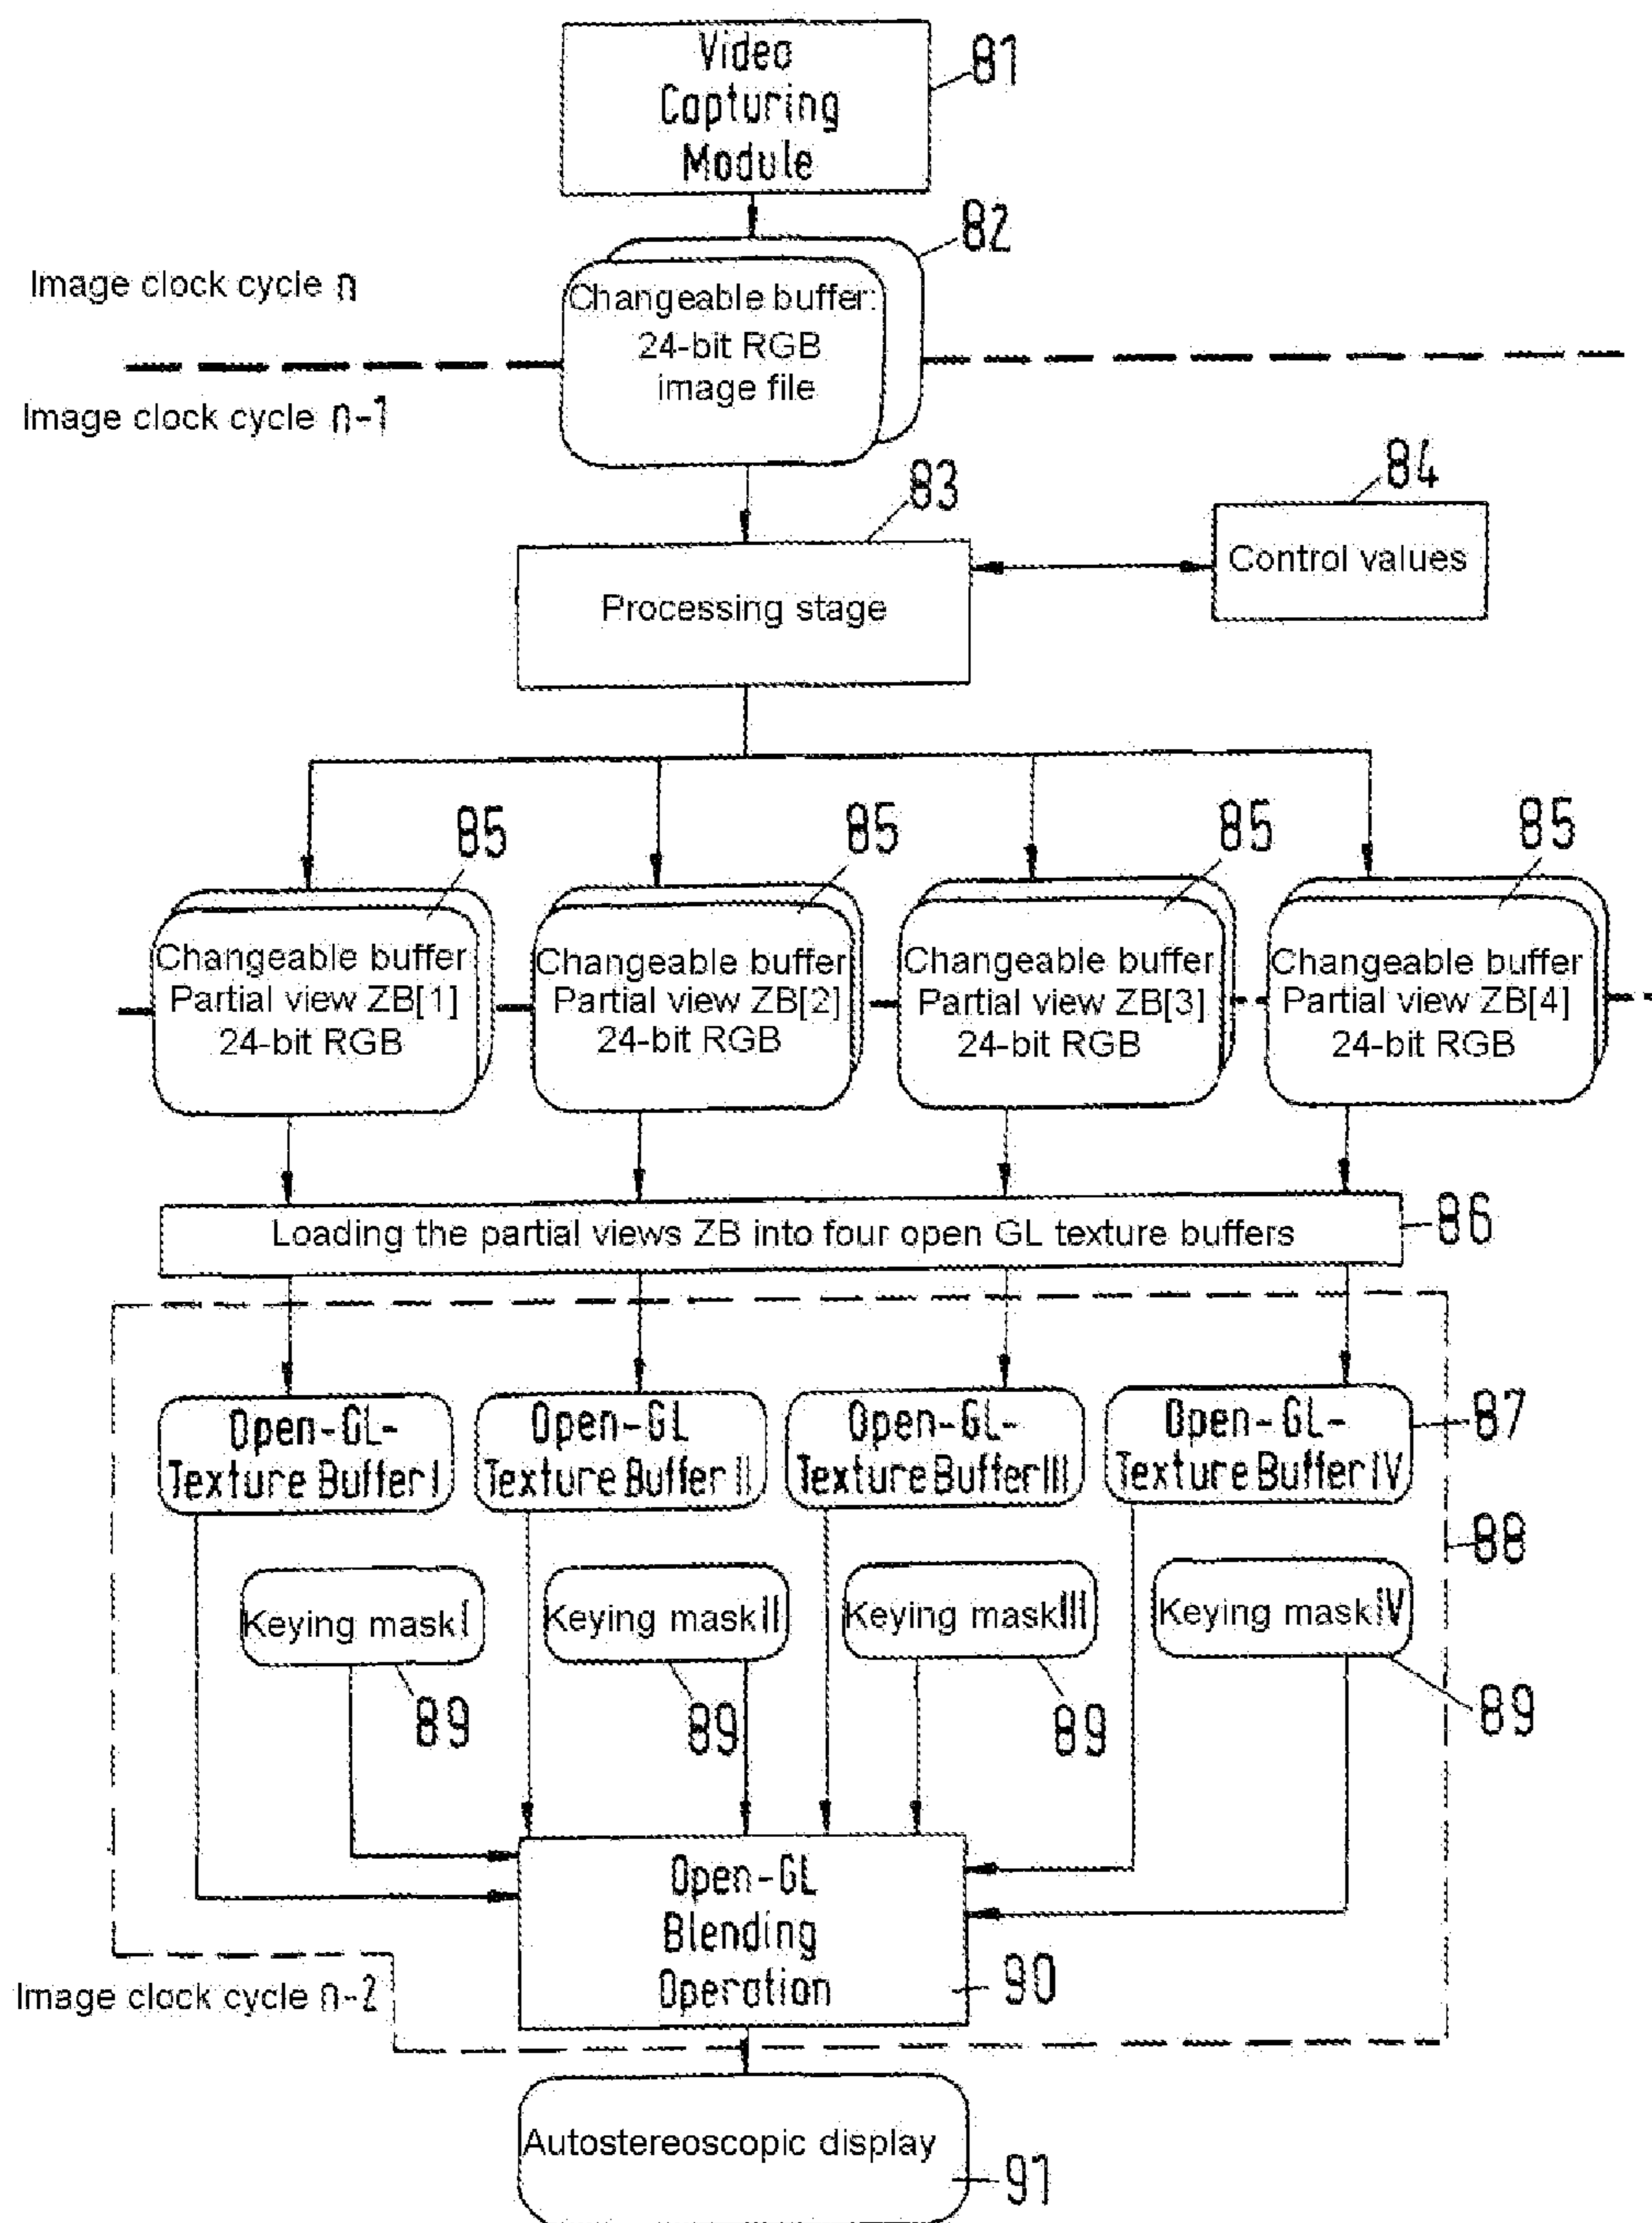 Video
Capturing
Module
81
82
Image clock cycle n
Changeable buffer:
24-bit RGB
image file
Image clock cycle n-1
83
84
Control values
Processing stage
85
85
85
85
Changeable buffer
Partial view ZB[1]
24-bit RGB
Changeable buffer
Partial view ZB[2]
24-bit RGB
Changeable buffer
Partial view ZB[3]
24-bit RGB
Changeable buffer
Partial view ZB[4]
24-bit RGB
Loading the partial views ZB into four open GL texture buffers
86
Open-GL-
Texture Buffer I
Open-GL
Texture Buffer II
Open-GL-
Texture Buffer III
Open-GL-
Texture Buffer IV
87
88
Keying mask I
Keying mask II
Keying mask III
Keying mask IV
89
89
89
89
Open-GL
Blending
Operation
90
Image clock cycle n-2
Autostereoscopic display
91